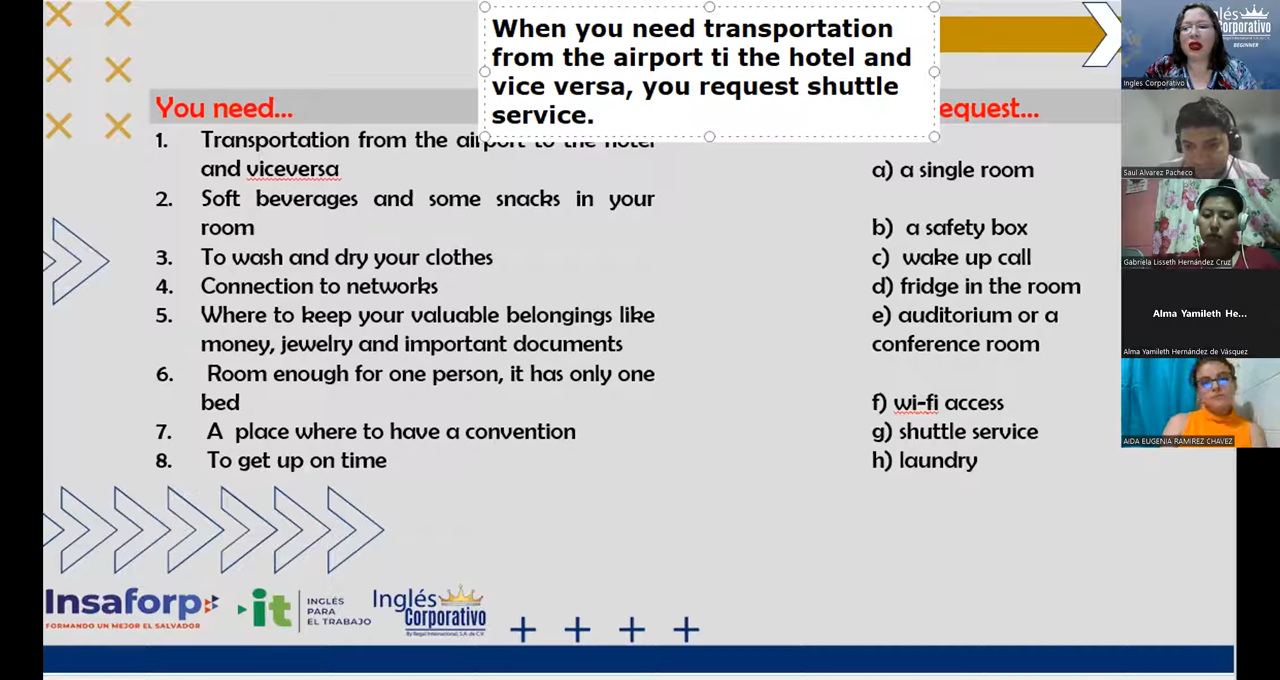 When you need transportation
from the airport ti the hotel and
vice versa, you request shuttle
service.
You need...
equest...
1. Transportation from the airport to the hotel
and viceversa
2. Soft beverages and some snacks in your
room
3. To wash and dry your clothes
4. Connection to networks
5. Where to keep your valuable belongings like
money, jewelry and important documents
6. Room enough for one person, it has only one
bed
7. A place where to have a convention
8. To get up on time
a) a single room
b) a safety box
c) wake up call
d) fridge in the room
e) auditorium or a
conference room
f) wi-fi access
g) shuttle service
h) laundry
Insaforp
FORMANDO UN MEJOR EL SALVADOR
it
INGLÉS
PARA
EL TRABAJO
Inglés
Corporativo
By Regal International, S.A. de C.V.
Inglés
Corporativo
BEGINNER
Ingles Corporativo
Saul Alvarez Pacheco
Gabriela Lisseth Hernández Cruz
Alma Yamileth He...
Alma Yamileth Hernández de Vásquez
AIDA EUGENIA RAMIREZ CHAVEZ